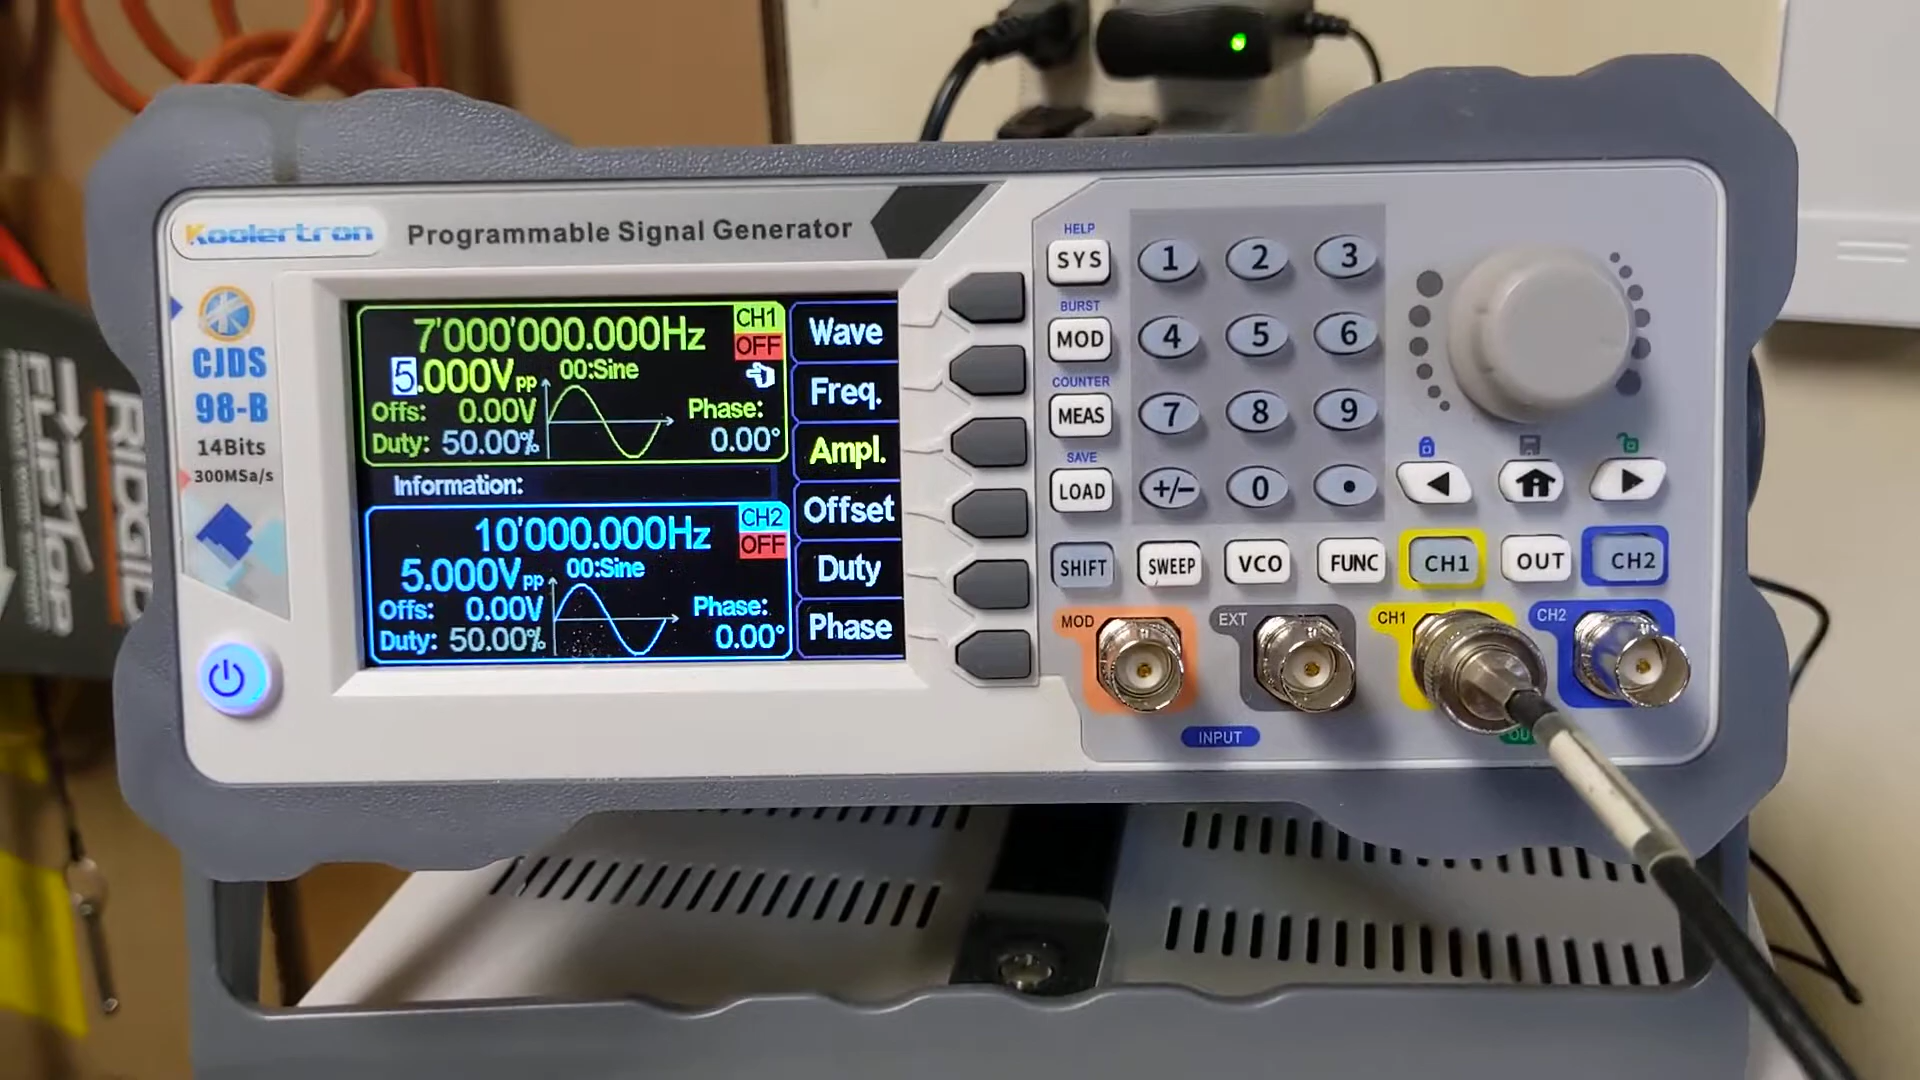 Koolertron
Programmable Signal Generator
CJDS
98-B
14Bits
300MSa/s
7'000'000.000Hz
CH1
OFF
5.000Vpp
00:Sine
Offs: 0.00V
Phase:
Duty: 50.00%
0.00°
Information:
10'000.000Hz
CH2
OFF
5.000Vpp
00:Sine
Offs: 0.00V
Phase:
Duty: 50.00%
0.00°
Wave
Freq.
Ampl.
Offset
Duty
Phase
HELP
SYS
1 2 3
BURST
MOD
4 5 6
COUNTER
MEAS
7 8 9
SAVE
LOAD
+/- 0 •
SHIFT
SWEEP
VCO
FUNC
CH1
OUT
CH2
MOD
EXT
CH1
CH2
INPUT
RIDGID
FLIPTOP